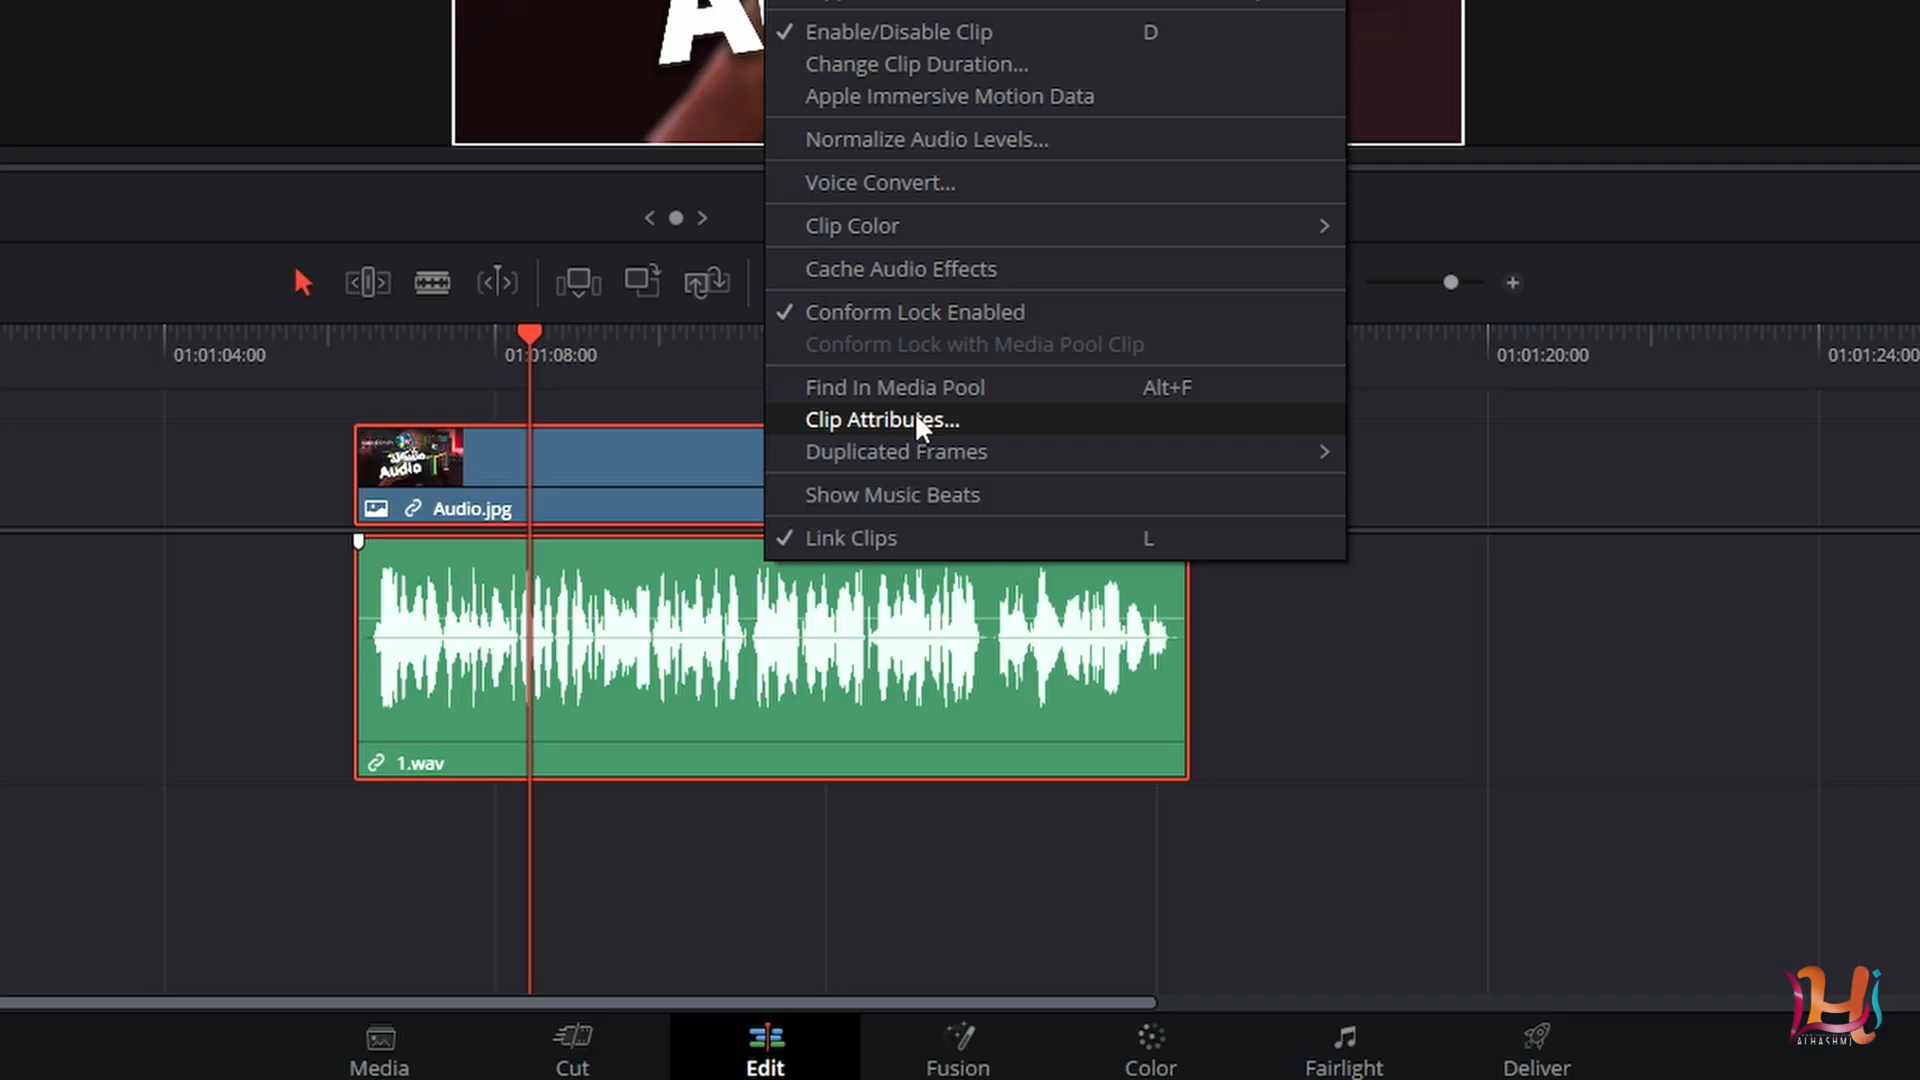 Enable/Disable Clip D
Change Clip Duration...
Apple Immersive Motion Data
Normalize Audio Levels...
Voice Convert...
Clip Color
Cache Audio Effects
Conform Lock Enabled
Conform Lock with Media Pool Clip
Find In Media Pool Alt+F
Clip Attributes...
Duplicated Frames
Show Music Beats
Link Clips L
01:01:04:00 01:01:08:00 01:01:20:00 01:01:24:00
Audio
Audio.jpg
1.wav
ALHASHMI
Media Cut Edit Fusion Color Fairlight Deliver